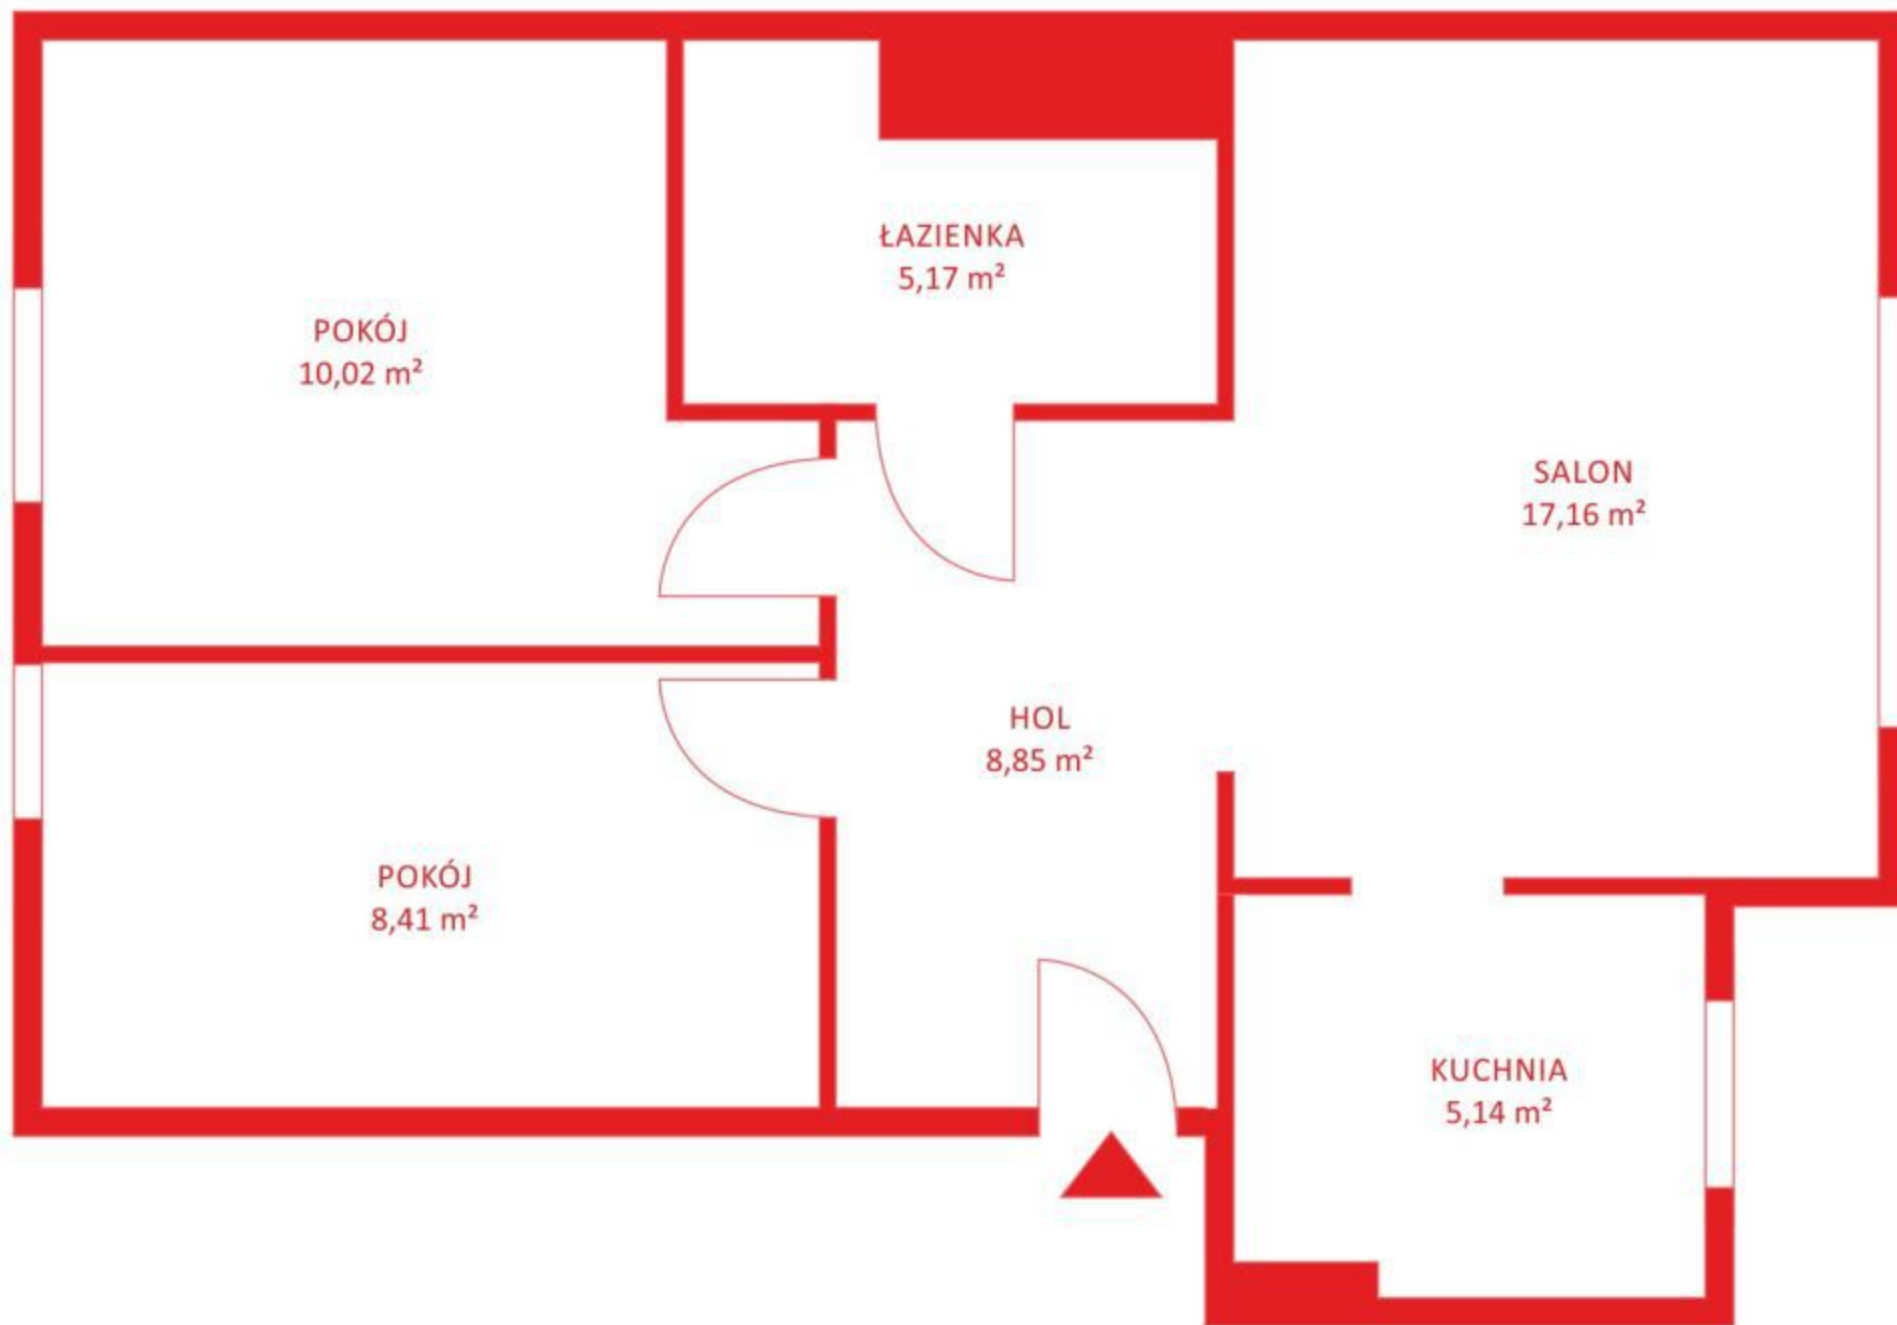 ŁAZIENKA
5,17 m²
POKÓJ
10,02 m²
SALON
17,16 m²
HOL
8,85 m²
POKÓJ
8,41 m²
KUCHNIA
5,14 m²